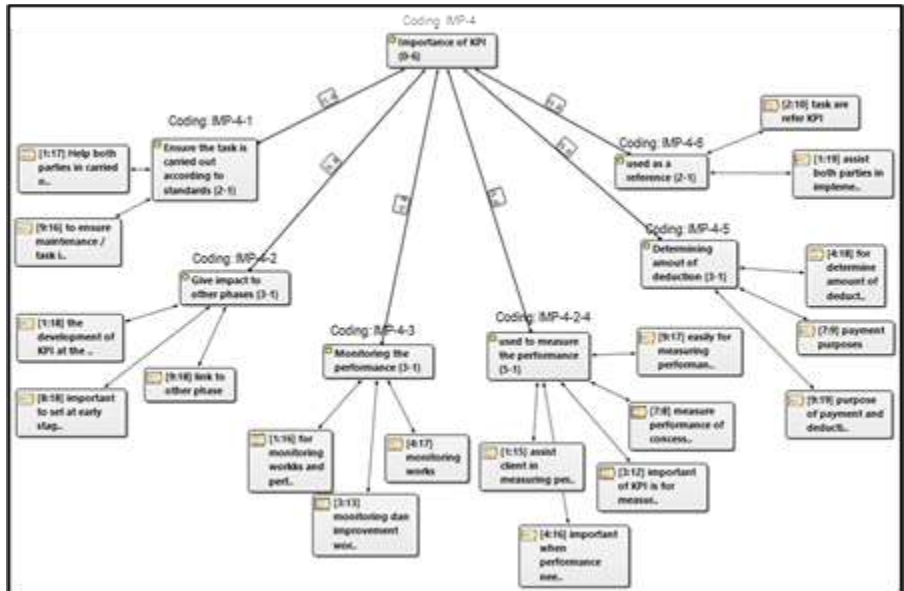 Coding: IMP-4
Importance of KPI
(0-6)
Coding: IMP-4-1
Ensure the task is
carried out
according to
standards (2-1)
[1:17] Help both
parties in carried
o..
[9:16] to ensure
maintenance /
task i..
Coding: IMP-4-2
Give impact to
other phases (3-1)
[1:18] the
development of
KPI at the ..
[8:18] important
to set at early
stag..
[9:18] link to
other phase
Coding: IMP-4-3
Monitoring the
performance (3-1)
[1:16] for
monitoring
workks and
perf..
[3:13]
monitoring dan
improvement
wor..
[4:17]
monitoring
works
Coding: IMP-4-2-4
used to measure
the performance
(5-1)
[9:17] easily for
measuring
performan..
[7:8] measure
performance of
concess..
[1:15] assist
client in
measuring per..
[3:12] important
of KPI is for
measur..
[4:16] important
when
performance
nee..
Coding: IMP-4-5
Determining
amout of
deduction (3-1)
[4:18] for
determine
amount of
deduct..
[7:9] payment
purposes
[9:19] purpose
of payment and
deducti..
Coding: IMP-4-6
used as a
reference (2-1)
[2:10] task are
refer KPI
[1:19] assist
both parties in
impleme..